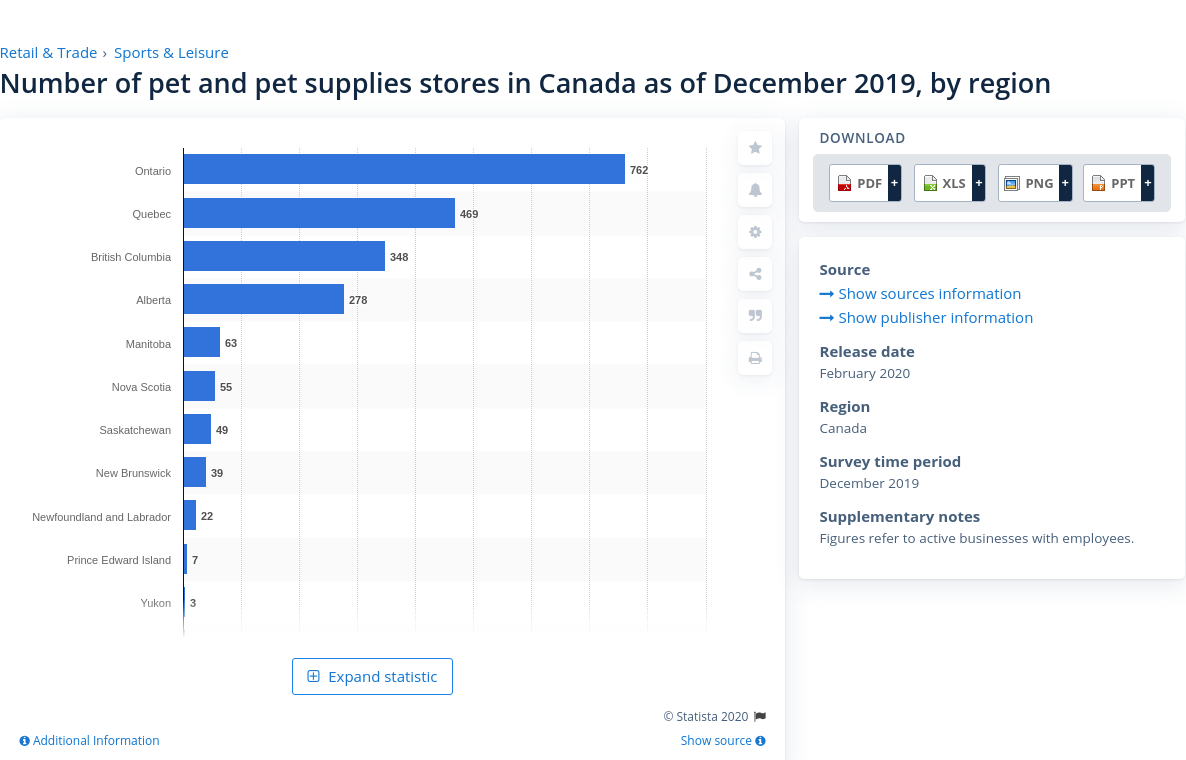 Retail & Trade › Sports & Leisure
Number of pet and pet supplies stores in Canada as of December 2019, by region
Ontario 762
Quebec 469
British Columbia 348
Alberta 278
Manitoba 63
Nova Scotia 55
Saskatchewan 49
New Brunswick 39
Newfoundland and Labrador 22
Prince Edward Island 7
Yukon 3
Expand statistic
© Statista 2020
Additional Information
Show source
DOWNLOAD
PDF + XLS + PNG + PPT +
Source
Show sources information
Show publisher information
Release date
February 2020
Region
Canada
Survey time period
December 2019
Supplementary notes
Figures refer to active businesses with employees.